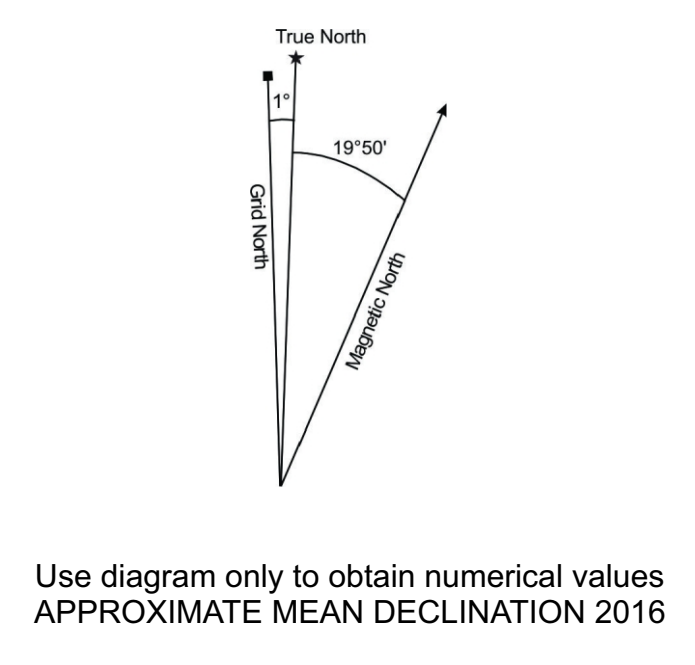 True North
1°
19°50'
Grid North
Magnetic North
Use diagram only to obtain numerical values
APPROXIMATE MEAN DECLINATION 2016